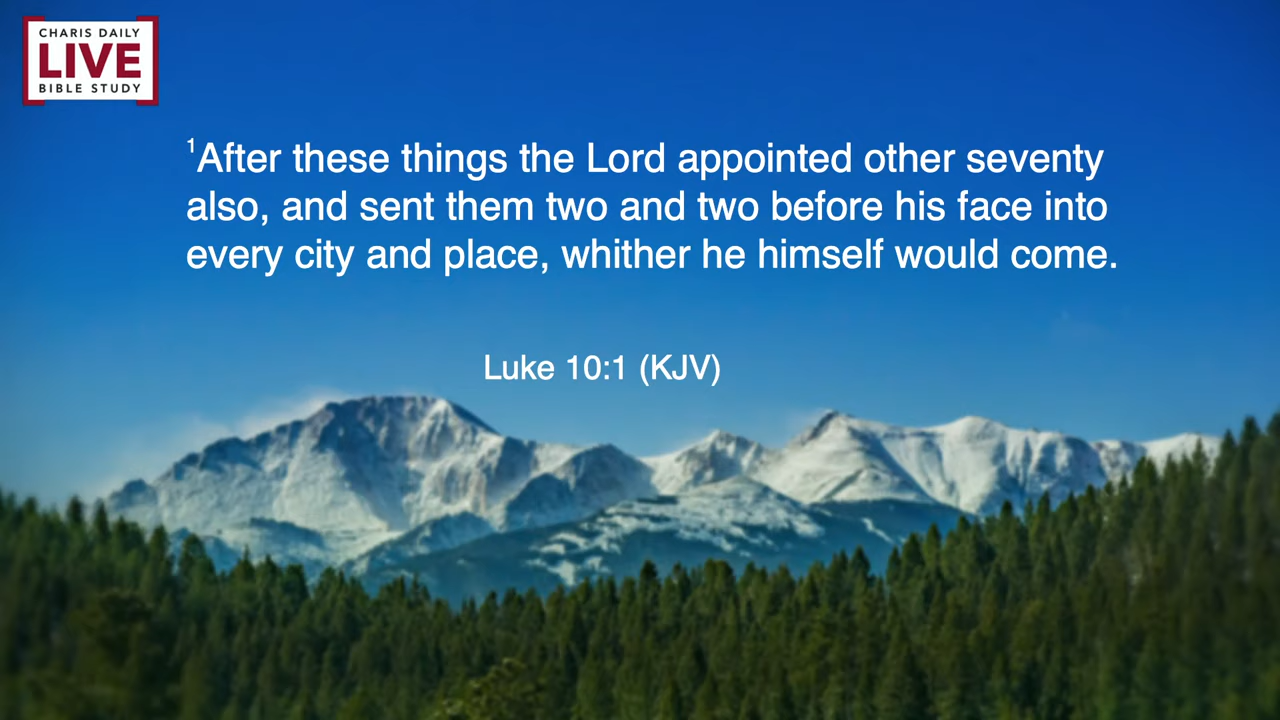 CHARIS DAILY
LIVE
BIBLE STUDY
¹After these things the Lord appointed other seventy
also, and sent them two and two before his face into
every city and place, whither he himself would come.
Luke 10:1 (KJV)